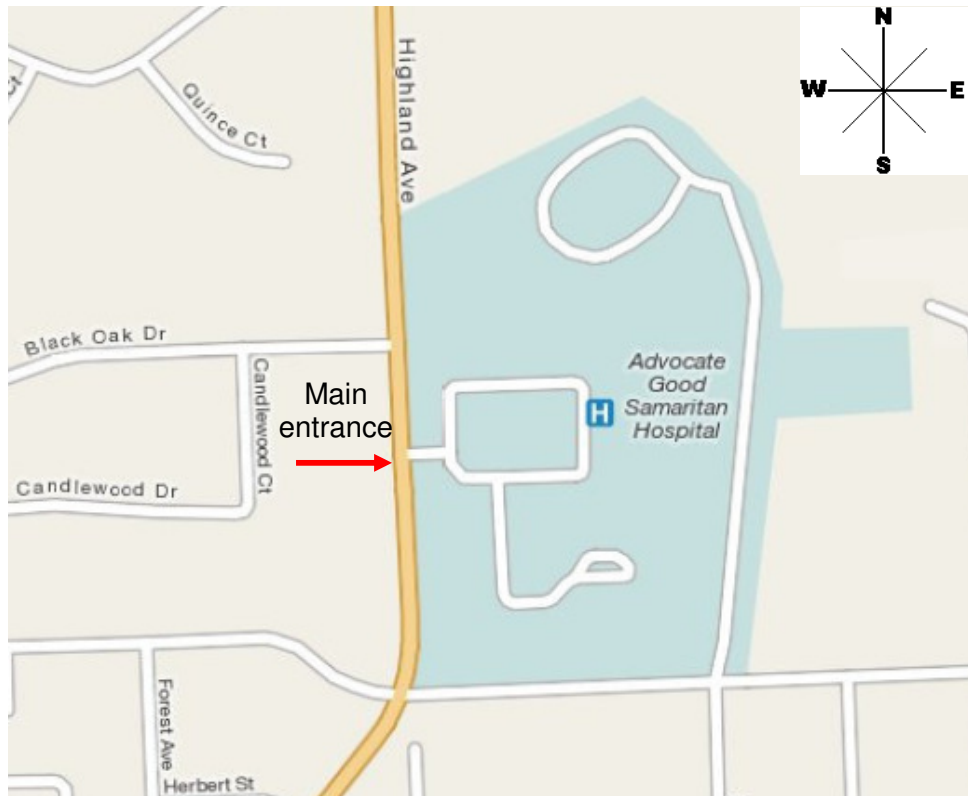 N
W E
S
Ct
Quince Ct
Highland Ave
Black Oak Dr
Candlewood Ct
Main
entrance
Advocate
Good
Samaritan
Hospital
H
Candlewood Dr
Forest Ave
Herbert St